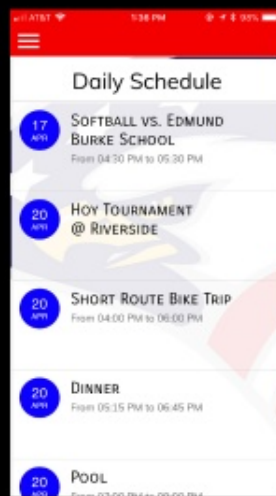 AT&T
1:36 PM
98%
Daily Schedule
17
APR
SOFTBALL VS. EDMUND
BURKE SCHOOL
From 04:30 PM to 05:30 PM
20
APR
HOY TOURNAMENT
@ RIVERSIDE
20
APR
SHORT ROUTE BIKE TRIP
From 04:00 PM to 06:00 PM
20
APR
DINNER
From 05:15 PM to 06:45 PM
20
APR
POOL